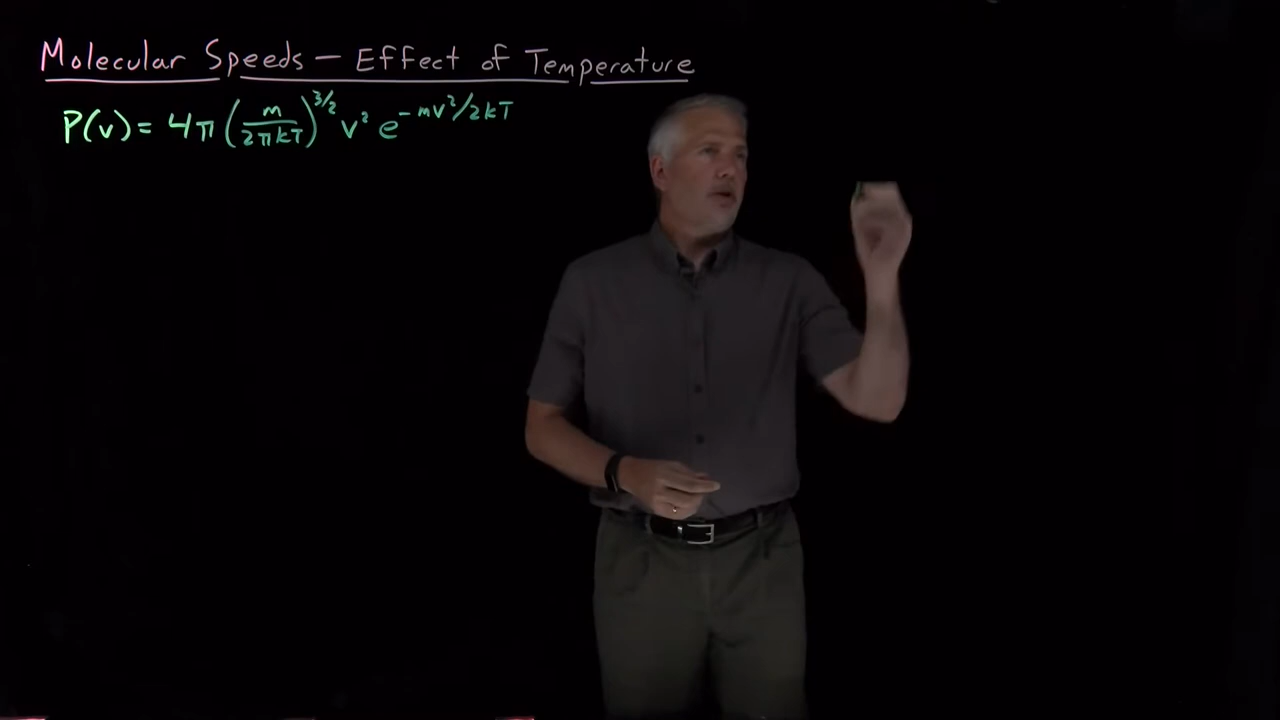 Molecular Speeds — Effect of Temperature
P(v) = 4π (m/2πkT)^3/2 v² e^-mv²/2kT